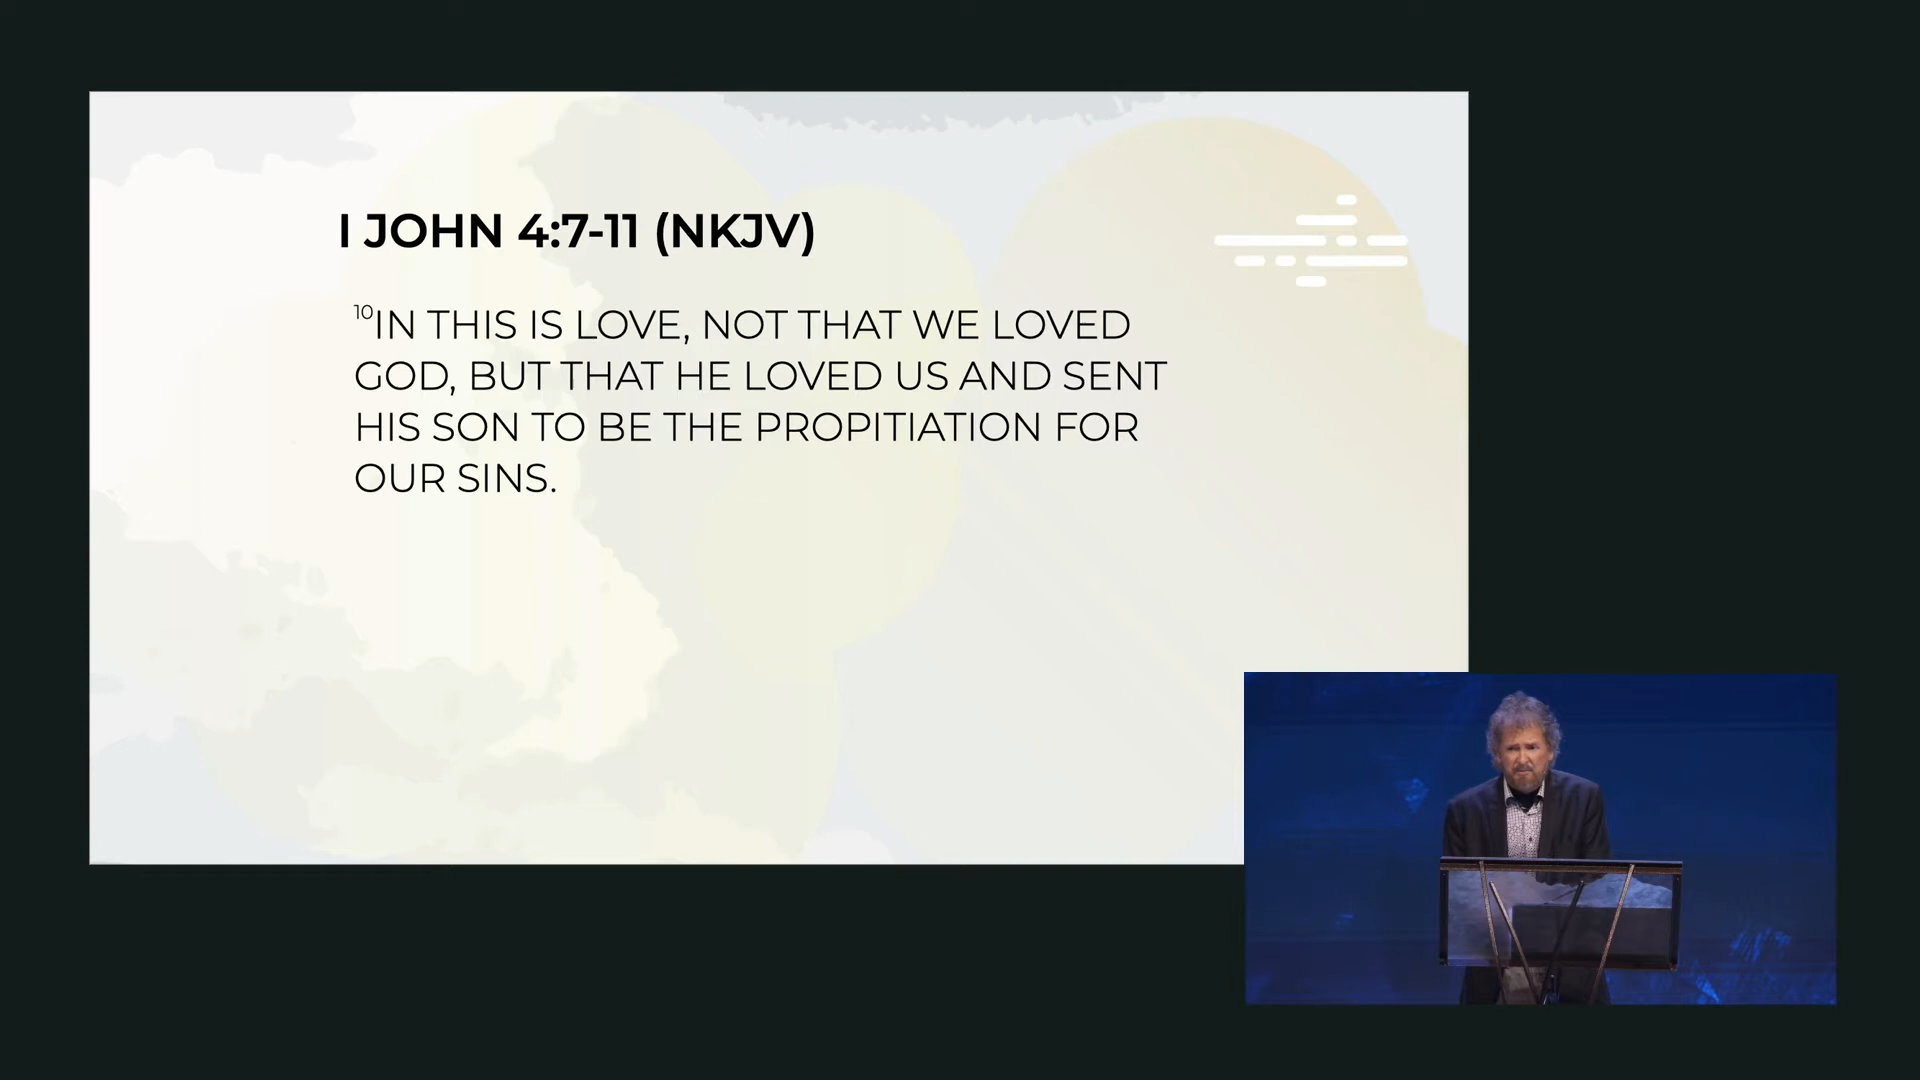 I JOHN 4:7-11 (NKJV)
10IN THIS IS LOVE, NOT THAT WE LOVED
GOD, BUT THAT HE LOVED US AND SENT
HIS SON TO BE THE PROPITIATION FOR
OUR SINS.